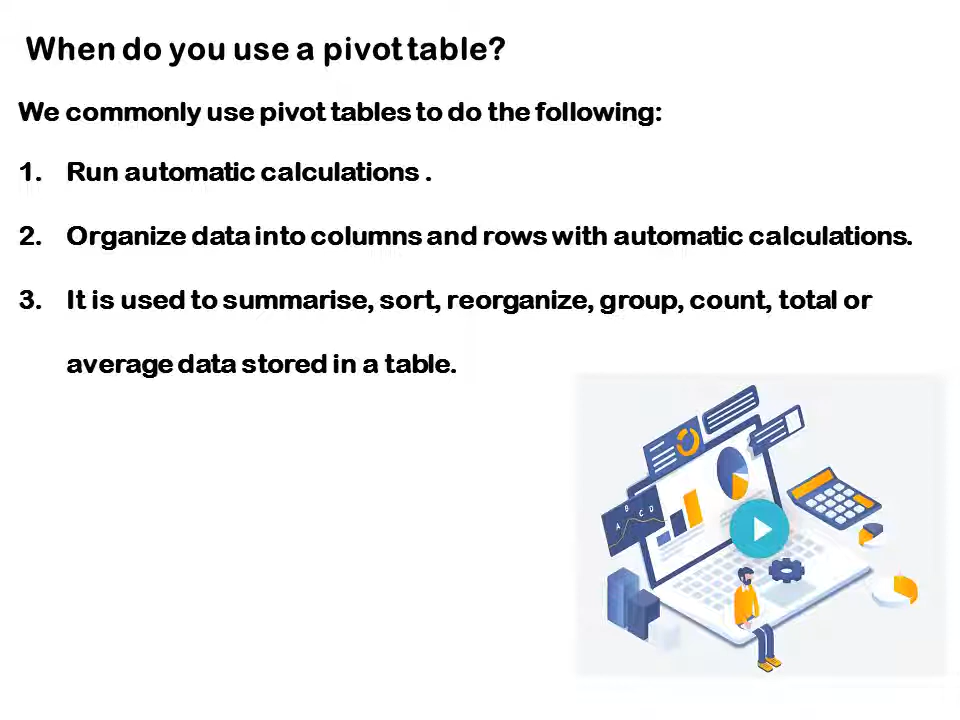 When do you use a pivot table?
We commonly use pivot tables to do the following:
1. Run automatic calculations .
2. Organize data into columns and rows with automatic calculations.
3. It is used to summarise, sort, reorganize, group, count, total or
average data stored in a table.
A B C D